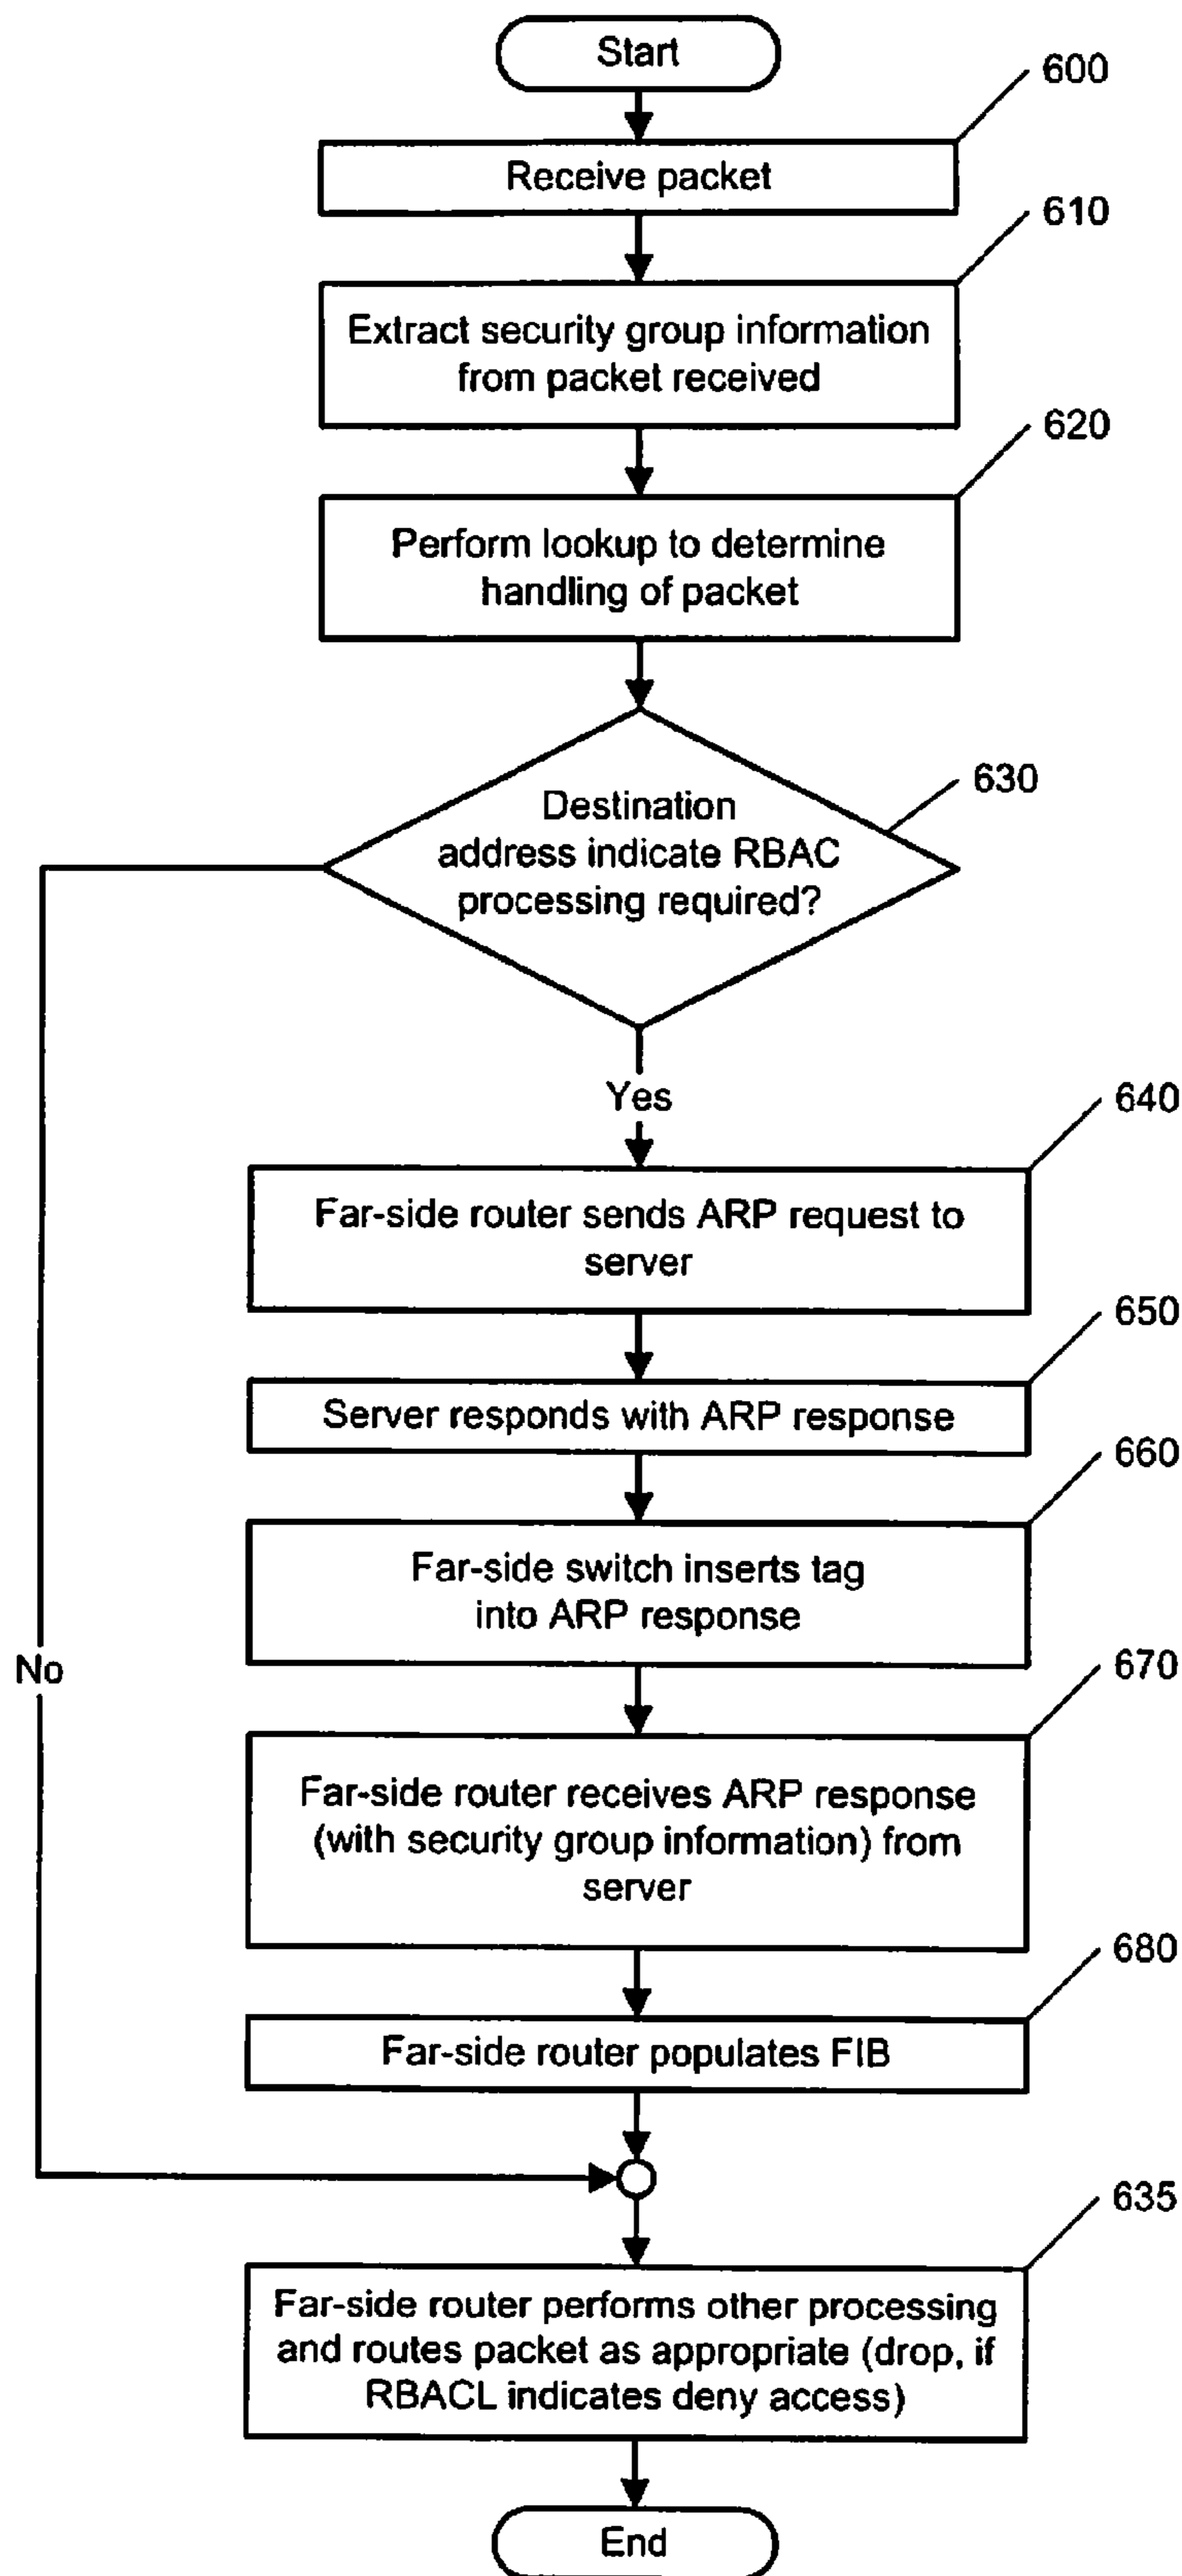 Start
600
Receive packet
610
Extract security group information
from packet received
620
Perform lookup to determine
handling of packet
630
Destination
address indicate RBAC
processing required?
Yes
640
Far-side router sends ARP request to
server
650
Server responds with ARP response
660
Far-side switch inserts tag
into ARP response
No
670
Far-side router receives ARP response
(with security group information) from
server
680
Far-side router populates FIB
635
Far-side router performs other processing
and routes packet as appropriate (drop, if
RBACL indicates deny access)
End